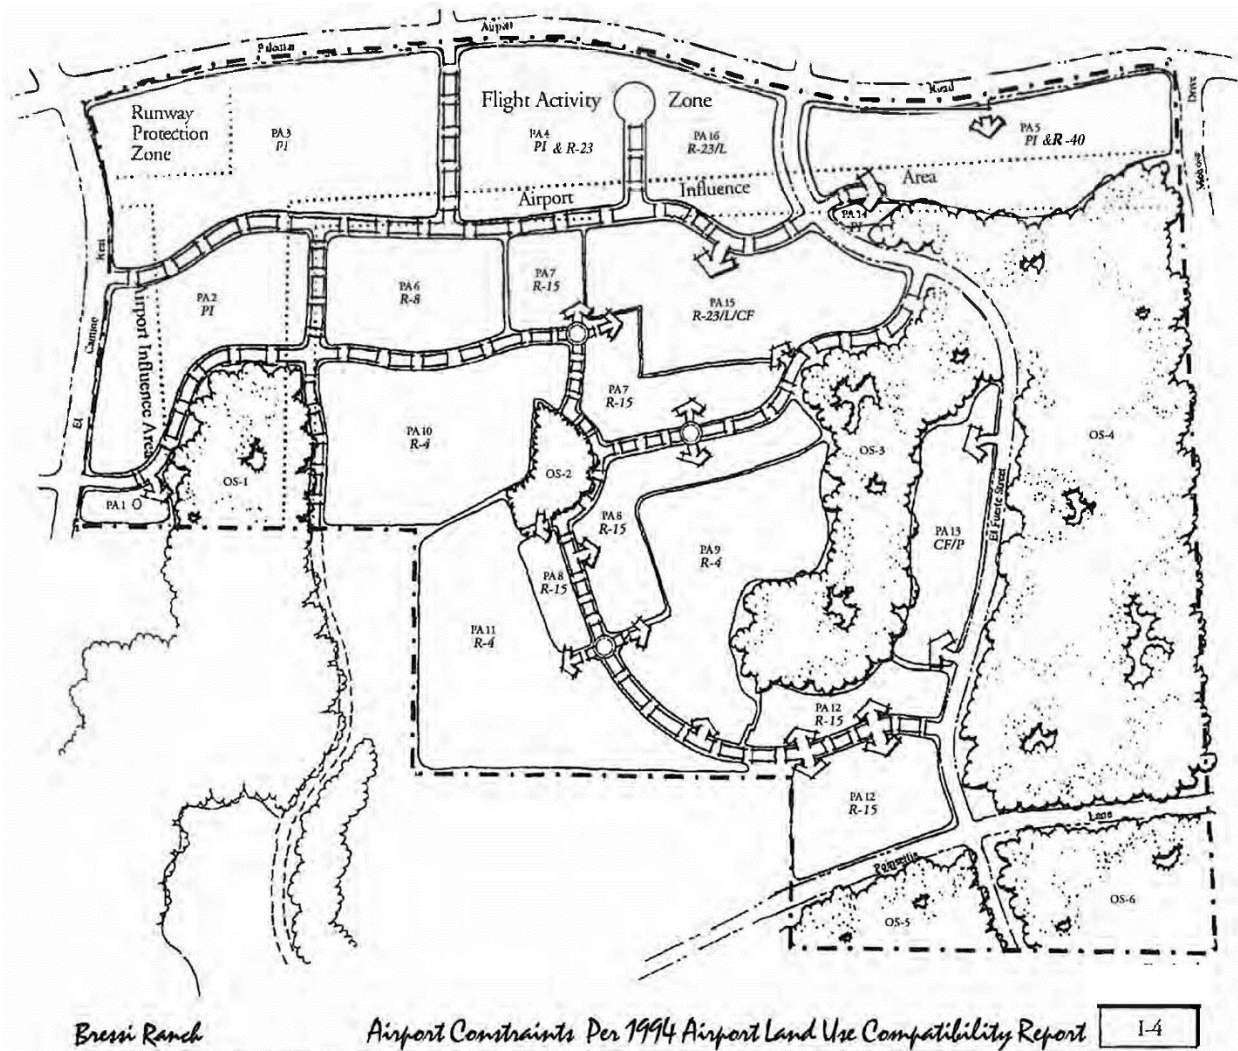 Palomar
Airport
Road
Runway
Protection
Zone
PA3
PI
Flight Activity
Zone
PA4
PI & R-23
PA16
R-23/L
PA5
PI & R-40
Drive
Melrose
Airport
Influence
Area
PA14
PI
Real
Camino
El
PA2
PI
Airport Influence Area
PA6
R-8
PA7
R-15
PA15
R-23/L/CF
PA7
R-15
PA10
R-4
OS-1
OS-2
OS-3
OS-4
PA1 O
PA8
R-15
PA9
R-4
PA13
CF/P
El Fuerte Street
PA8
R-15
PA11
R-4
PA12
R-15
PA12
R-15
Poinsettia
Lane
OS-5
OS-6
Bressi Ranch
Airport Constraints Per 1994 Airport Land Use Compatibility Report
I-4